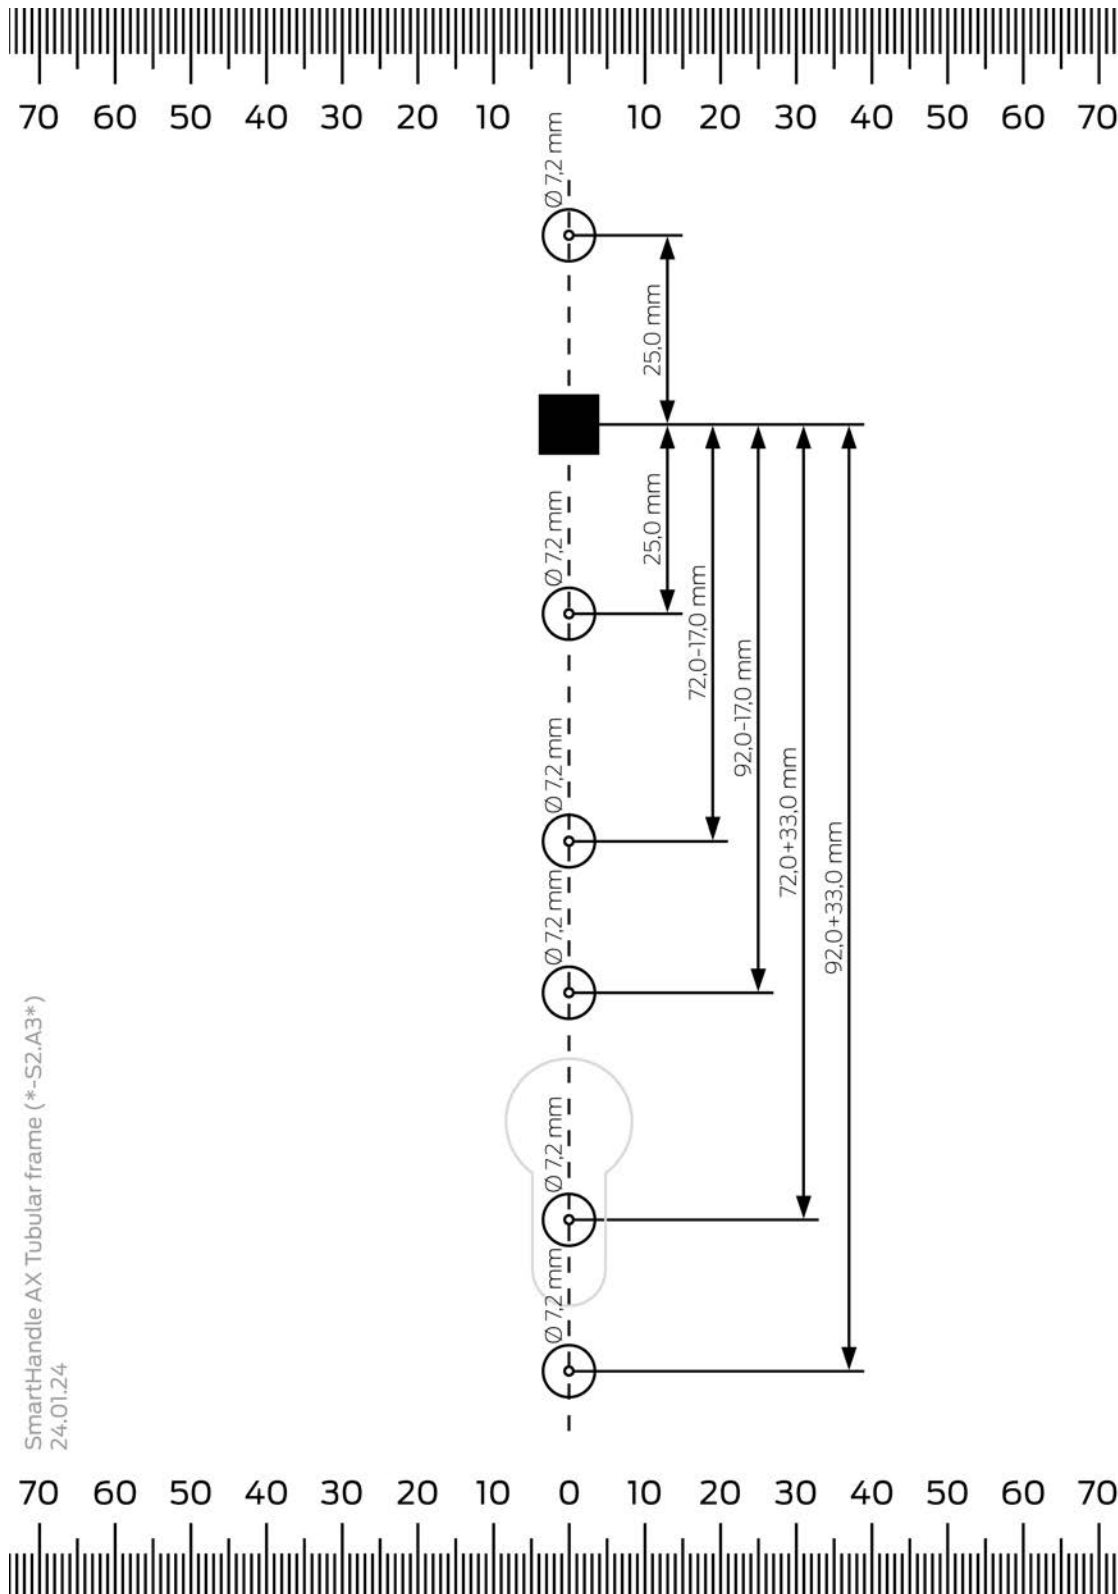 70 60 50 40 30 20 10 10 20 30 40 50 60 70
Ø 7,2 mm
25,0 mm
Ø 7,2 mm
25,0 mm
72,0-17,0 mm
92,0-17,0 mm
Ø 7,2 mm
72,0+33,0 mm
Ø 7,2 mm
92,0+33,0 mm
Ø 7,2 mm
Ø 7,2 mm
SmartHandle AX Tubular frame (*-S2.A3*)
24.01.24
70 60 50 40 30 20 10 0 10 20 30 40 50 60 70